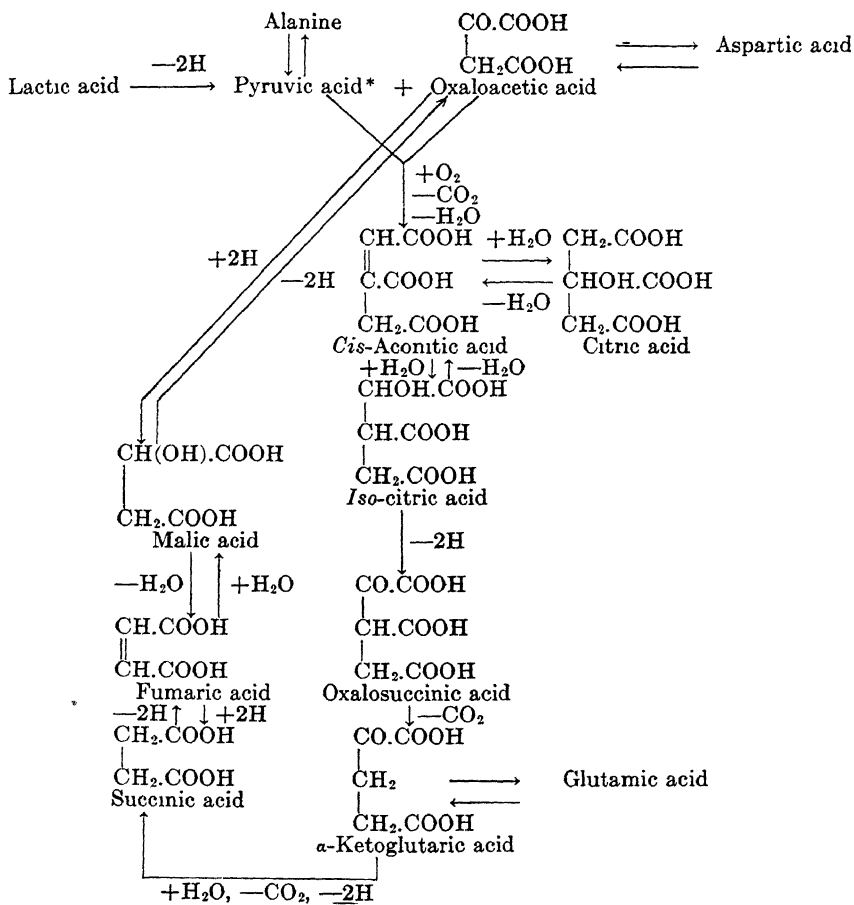 Alanine
CO.COOH
CH₂COOH
Aspartic acid
—2H
Lactic acid
Pyruvic acid*
+
Oxaloacetic acid
+O₂
—CO₂
—H₂O
+2H
—2H
CH.COOH
C.COOH
CH₂.COOH
Cis-Aconitic acid
+H₂O
—H₂O
CH₂.COOH
CHOH.COOH
CH₂.COOH
Citric acid
+H₂O ↓↑ —H₂O
CHOH.COOH
CH.COOH
CH₂.COOH
Iso-citric acid
CH(OH).COOH
CH₂.COOH
Malic acid
—2H
—H₂O
+H₂O
CO.COOH
CH.COOH
CH₂.COOH
Oxalosuccinic acid
CH.COOH
CH.COOH
Fumaric acid
—2H↑ ↓+2H
↓—CO₂
CH₂.COOH
CH₂.COOH
Succinic acid
CO.COOH
CH₂
CH₂.COOH
α-Ketoglutaric acid
Glutamic acid
+H₂O, —CO₂, —2H